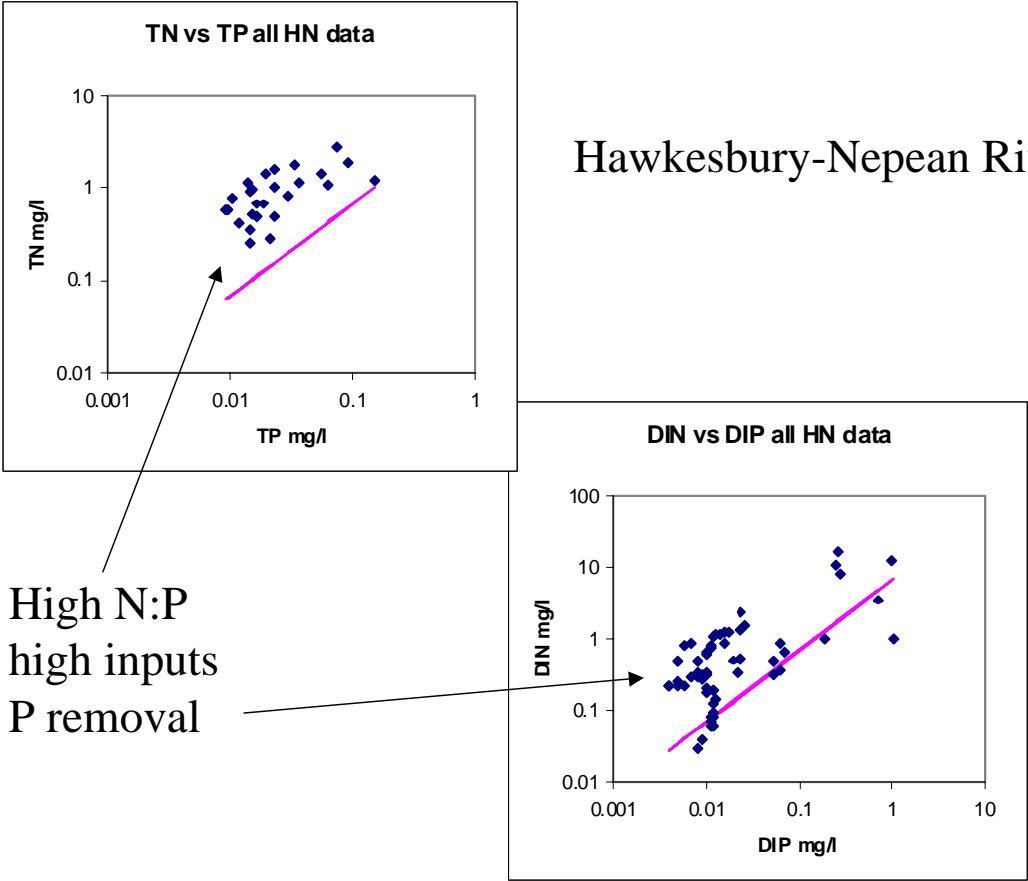 TN vs TP all HN data
10
1
0.1
0.01
TN mg/l
0.001 0.01 0.1 1
TP mg/l
Hawkesbury-Nepean
DIN vs DIP all HN data
100
10
1
0.1
0.01
DIN mg/l
0.001 0.01 0.1 1 10
DIP mg/l
High N:P
high inputs
P removal